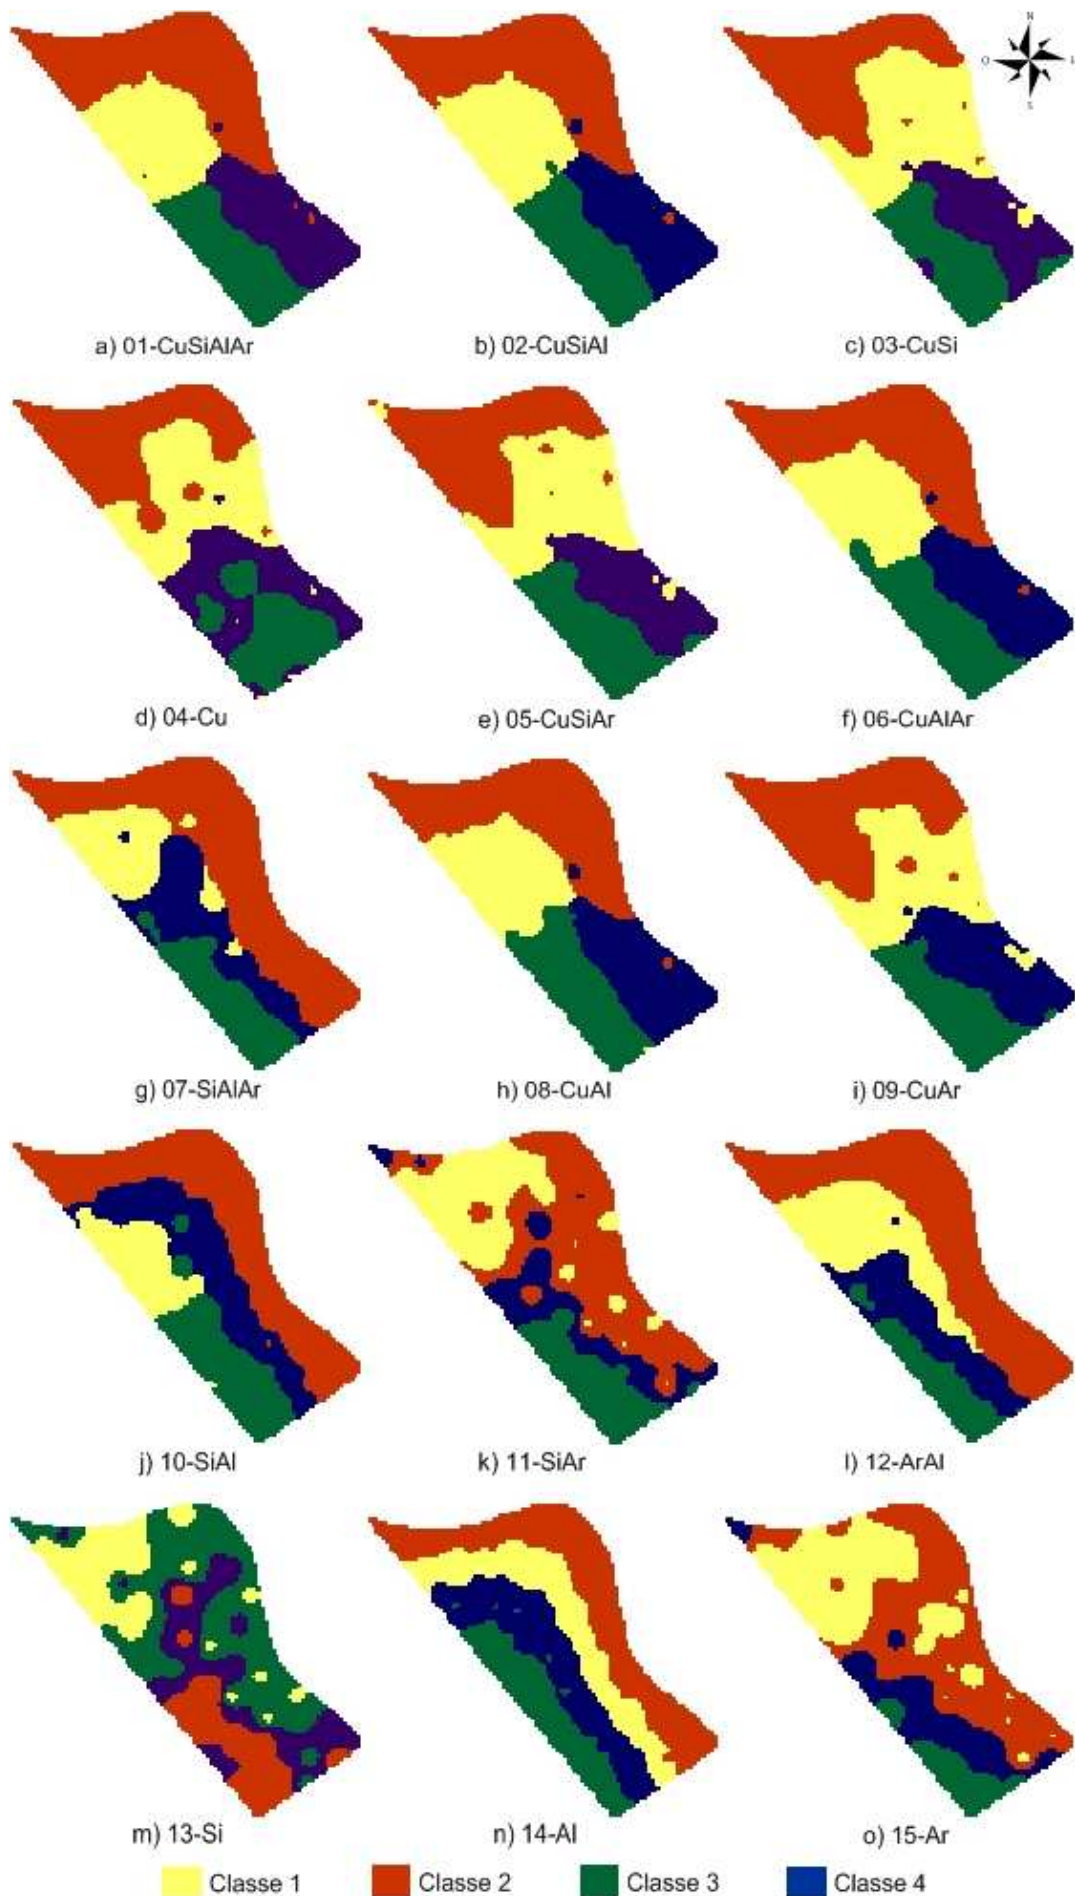 N
O
L
S
a) 01-CuSiAlAr
b) 02-CuSiAl
c) 03-CuSi
d) 04-Cu
e) 05-CuSiAr
f) 06-CuAlAr
g) 07-SiAlAr
h) 08-CuAl
i) 09-CuAr
j) 10-SiAl
k) 11-SiAr
l) 12-ArAl
m) 13-Si
n) 14-Al
o) 15-Ar
Classe 1
Classe 2
Classe 3
Classe 4